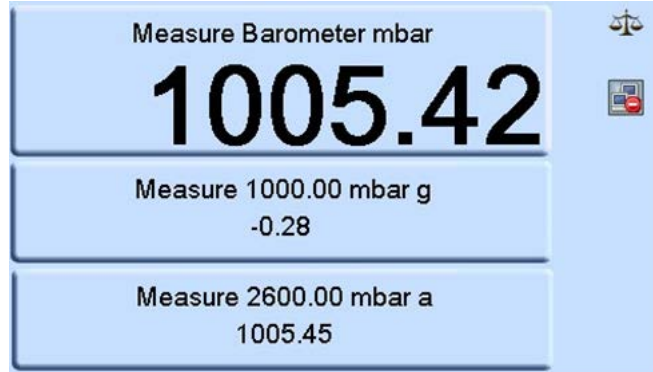 Measure Barometer mbar
1005.42
Measure 1000.00 mbar g
-0.28
Measure 2600.00 mbar a
1005.45